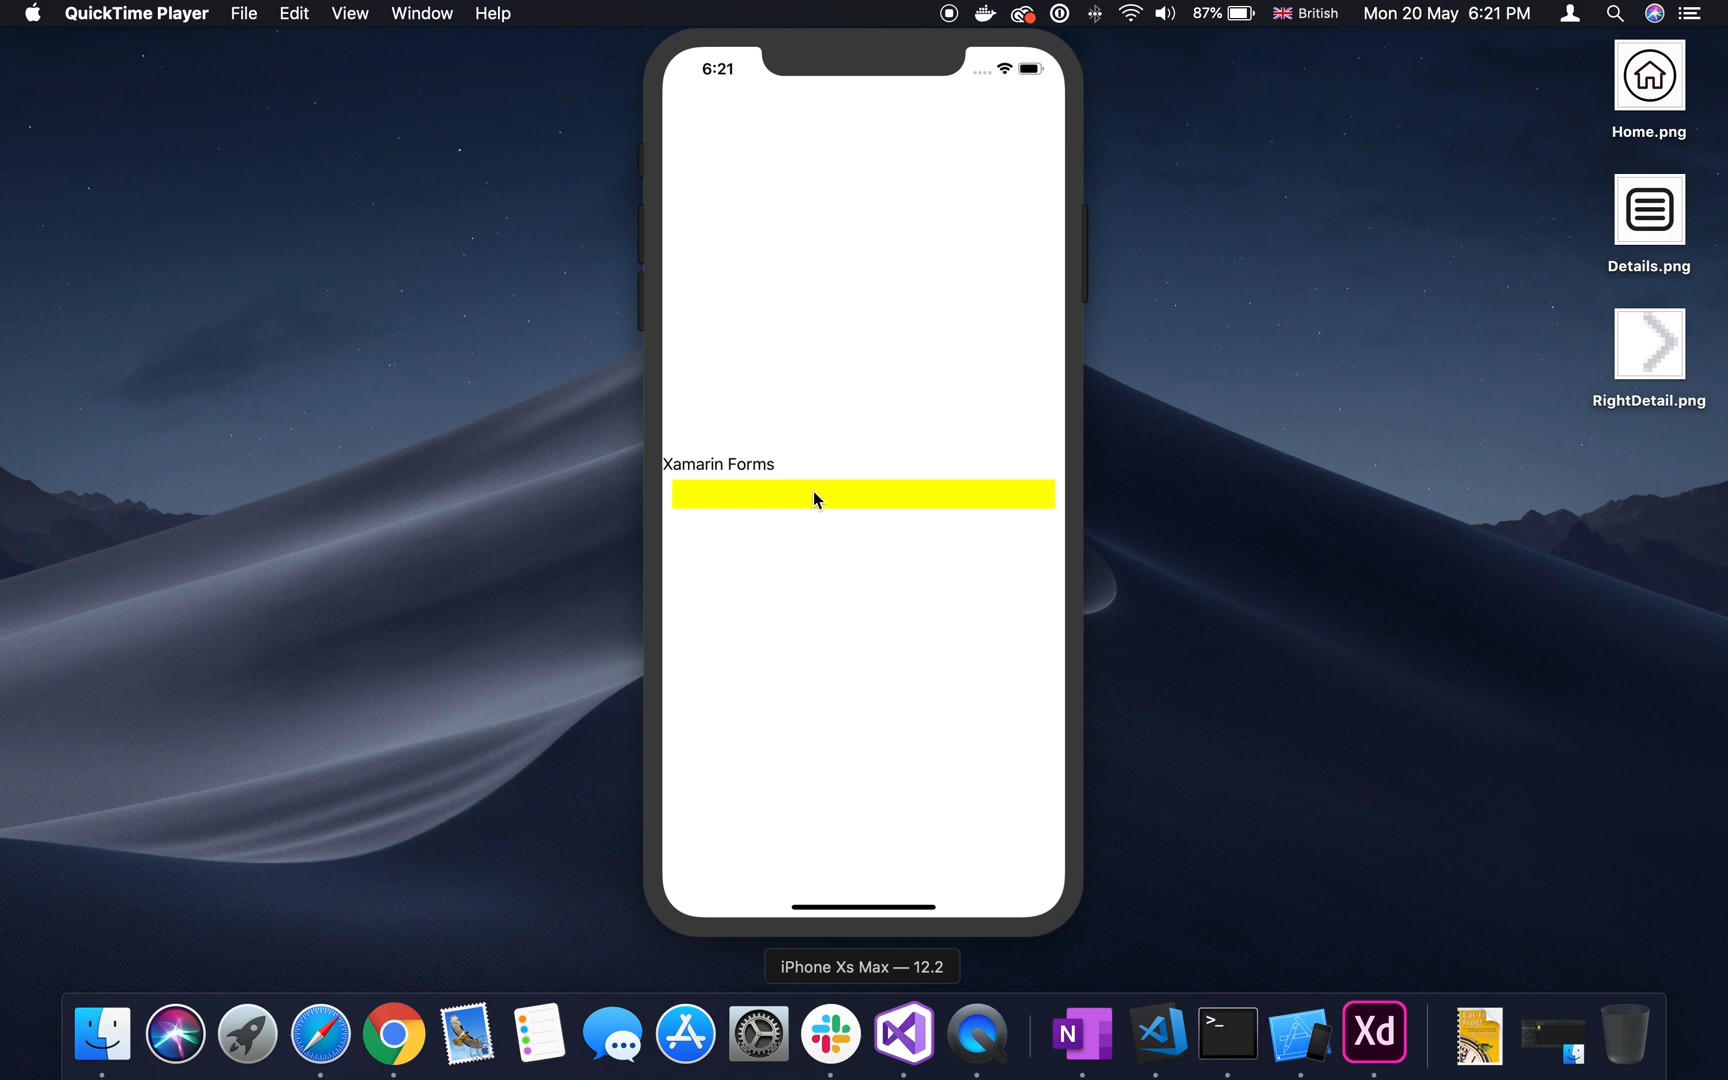 QuickTime Player File Edit View Window Help 87% British Mon 20 May 6:21 PM
6:21
Home.png
Details.png
RightDetail.png
Xamarin Forms
iPhone Xs Max — 12.2
N
>_
Xd